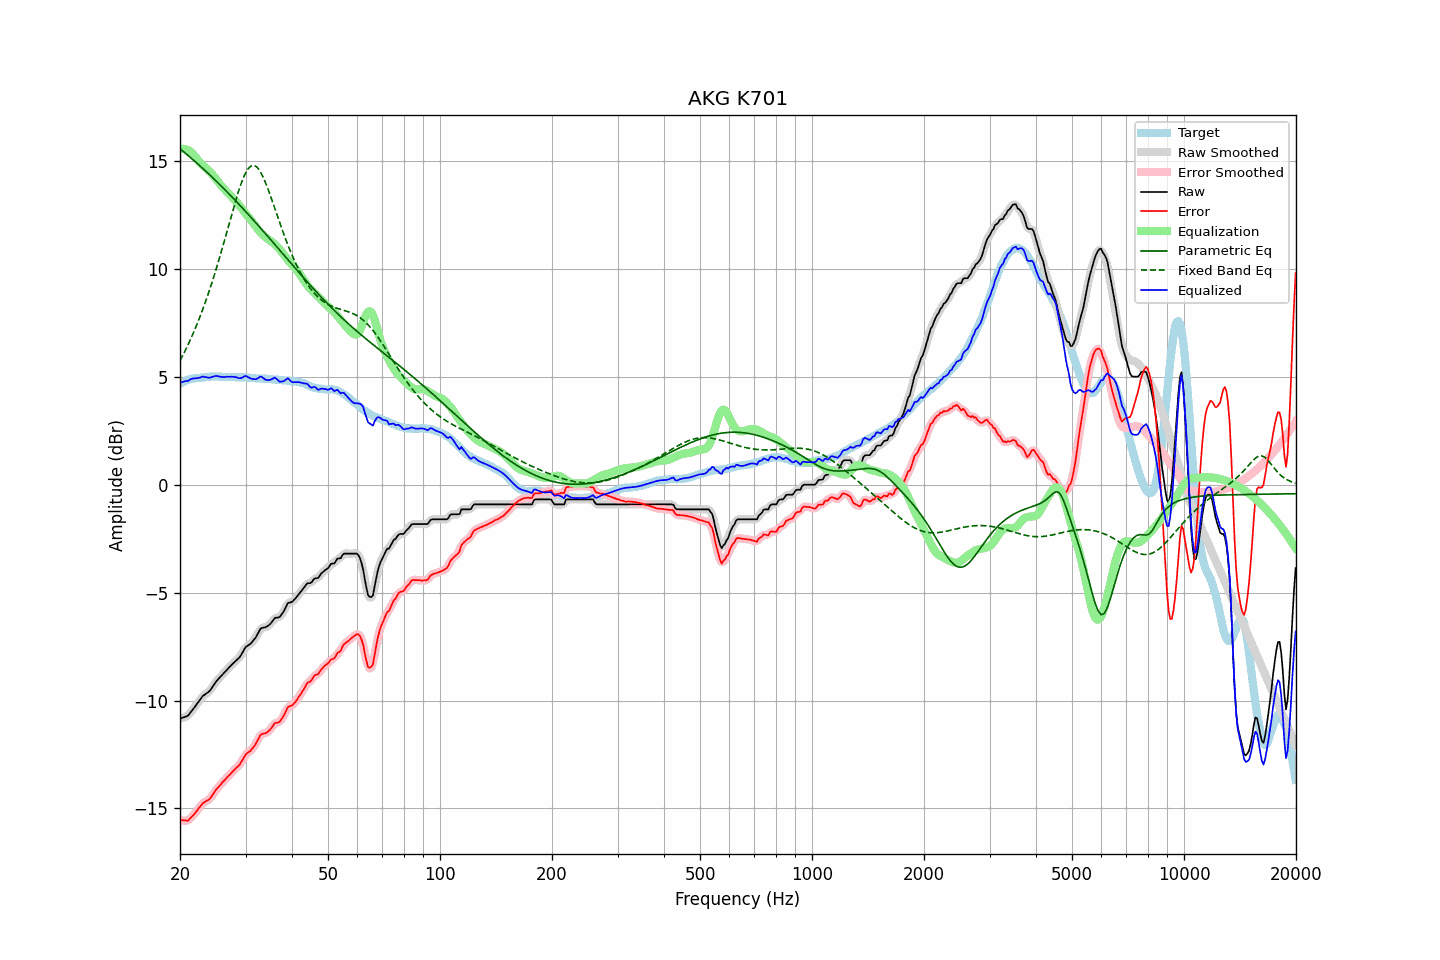 AKG K701
Amplitude (dBr)
15
10
5
0
−5
−10
−15
Target
Raw Smoothed
Error Smoothed
Raw
Error
Equalization
Parametric Eq
Fixed Band Eq
Equalized
20 50 100 200 500 1000 2000 5000 10000 20000
Frequency (Hz)